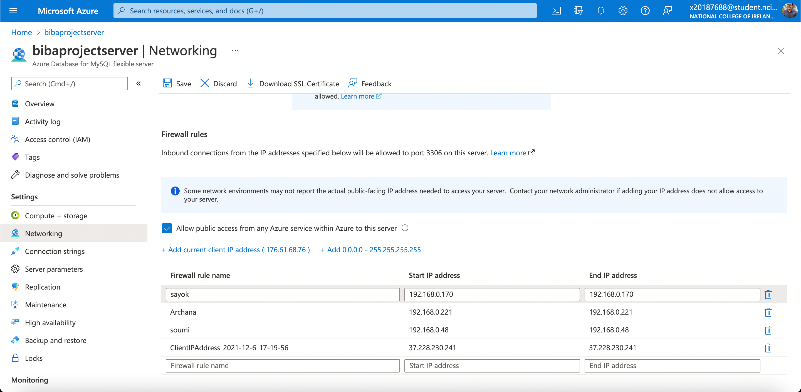 Microsoft Azure
Search resources, services, and docs (G+/)
x20187688@student.nci...
NATIONAL COLLEGE OF IRELAN...
Home > bibaprojectserver
bibaprojectserver | Networking ...
Azure Database for MySQL flexible server
Search (Cmd+/)
Save Discard Download SSL Certificate Feedback
allowed. Learn more
Overview
Activity log
Access control (IAM)
Tags
Diagnose and solve problems
Settings
Compute + storage
Networking
Connection strings
Server parameters
Replication
Maintenance
High availability
Backup and restore
Locks
Monitoring
Firewall rules
Inbound connections from the IP addresses specified below will be allowed to port 3306 on this server. Learn more
Some network environments may not report the actual public-facing IP address needed to access your server. Contact your network administrator if adding your IP address does not allow access to
your server.
Allow public access from any Azure service within Azure to this server
+ Add current client IP address ( 176.61.68.76 ) + Add 0.0.0.0 - 255.255.255.255
Firewall rule name Start IP address End IP address
sayok 192.168.0.170 192.168.0.170
Archana 192.168.0.221 192.168.0.221
soumi 192.168.0.48 192.168.0.48
ClientIPAddress_2021-12-6_17-19-56 37.228.230.241 37.228.230.241
Firewall rule name Start IP address End IP address